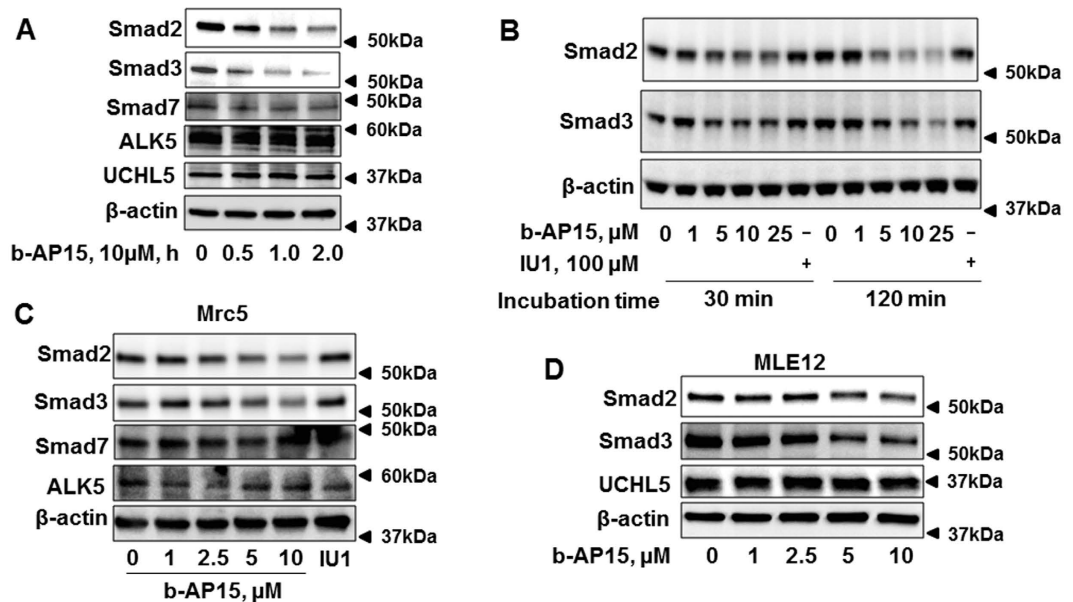 A
Smad2
50kDa
Smad3
50kDa
Smad7
50kDa
ALK5
60kDa
UCHL5
37kDa
β-actin
37kDa
b-AP15, 10μM, h 0 0.5 1.0 2.0
B
Smad2
50kDa
Smad3
50kDa
β-actin
37kDa
b-AP15, μM 0 1 5 10 25 – 0 1 5 10 25 –
IU1, 100 μM + +
Incubation time 30 min 120 min
C
Mrc5
Smad2
50kDa
Smad3
50kDa
Smad7
50kDa
ALK5
60kDa
β-actin
37kDa
0 1 2.5 5 10 IU1
b-AP15, μM
D
MLE12
Smad2
50kDa
Smad3
50kDa
UCHL5
37kDa
β-actin
37kDa
b-AP15, μM 0 1 2.5 5 10